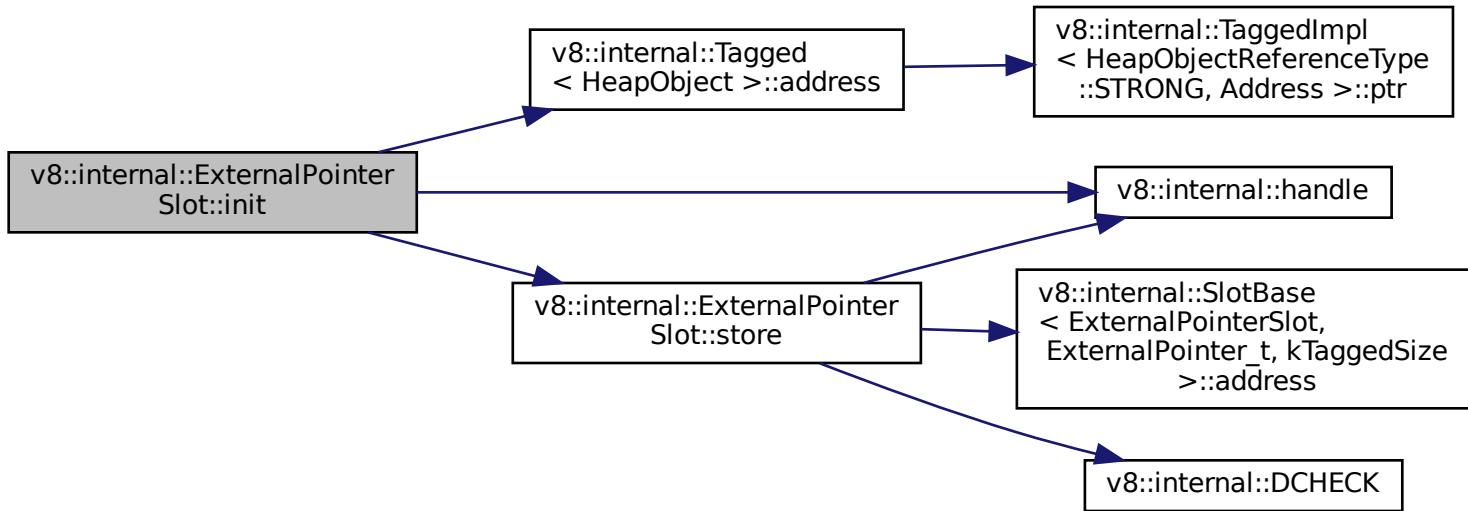 v8::internal::ExternalPointer
Slot::init
v8::internal::Tagged
< HeapObject >::address
v8::internal::TaggedImpl
< HeapObjectReferenceType
::STRONG, Address >::ptr
v8::internal::handle
v8::internal::ExternalPointer
Slot::store
v8::internal::SlotBase
< ExternalPointerSlot,
ExternalPointer_t, kTaggedSize
>::address
v8::internal::DCHECK